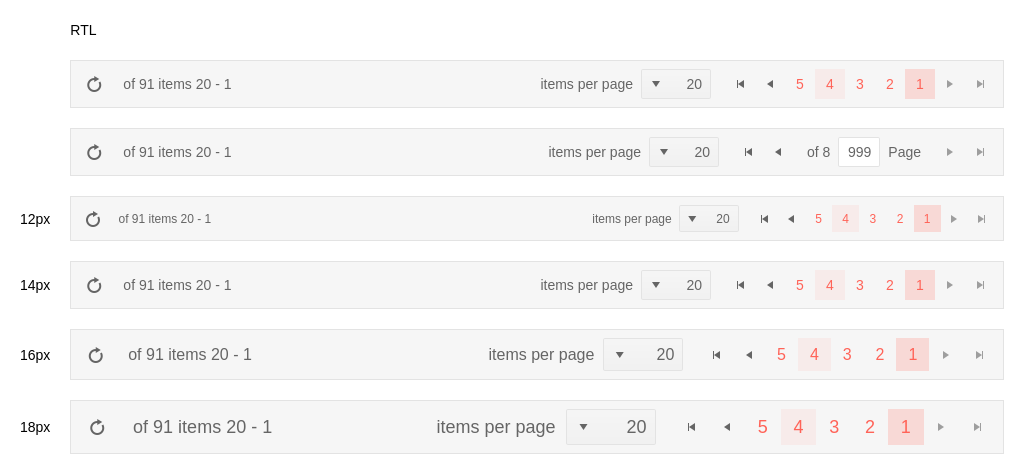 RTL
of 91 items 20 - 1 items per page 20 5 4 3 2 1
of 91 items 20 - 1 items per page 20 of 8 999 Page
12px of 91 items 20 - 1 items per page 20 5 4 3 2 1
14px of 91 items 20 - 1 items per page 20 5 4 3 2 1
16px of 91 items 20 - 1 items per page 20 5 4 3 2 1
18px of 91 items 20 - 1 items per page 20 5 4 3 2 1